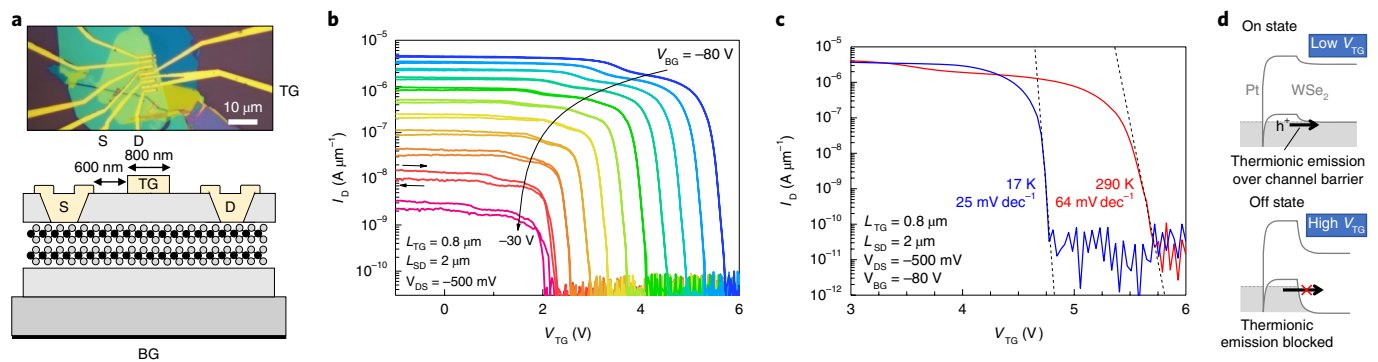 a
TG
10 μm
S D
800 nm
600 nm
TG
S
D
BG
b
10⁻⁵
10⁻⁶
10⁻⁷
10⁻⁸
10⁻⁹
10⁻¹⁰
I_D (A μm⁻¹)
V_BG = −80 V
−30 V
L_TG = 0.8 μm
L_SD = 2 μm
V_DS = −500 mV
0 2 4 6
V_TG (V)
c
10⁻⁵
10⁻⁶
10⁻⁷
10⁻⁸
10⁻⁹
10⁻¹⁰
10⁻¹¹
10⁻¹²
I_D (A μm⁻¹)
17 K
25 mV dec⁻¹
290 K
64 mV dec⁻¹
L_TG = 0.8 μm
L_SD = 2 μm
V_DS = −500 mV
V_BG = −80 V
3 4 5 6
V_TG (V)
d
On state
Low V_TG
Pt
WSe₂
h⁺
Thermionic emission
over channel barrier
Off state
High V_TG
Thermionic
emission blocked